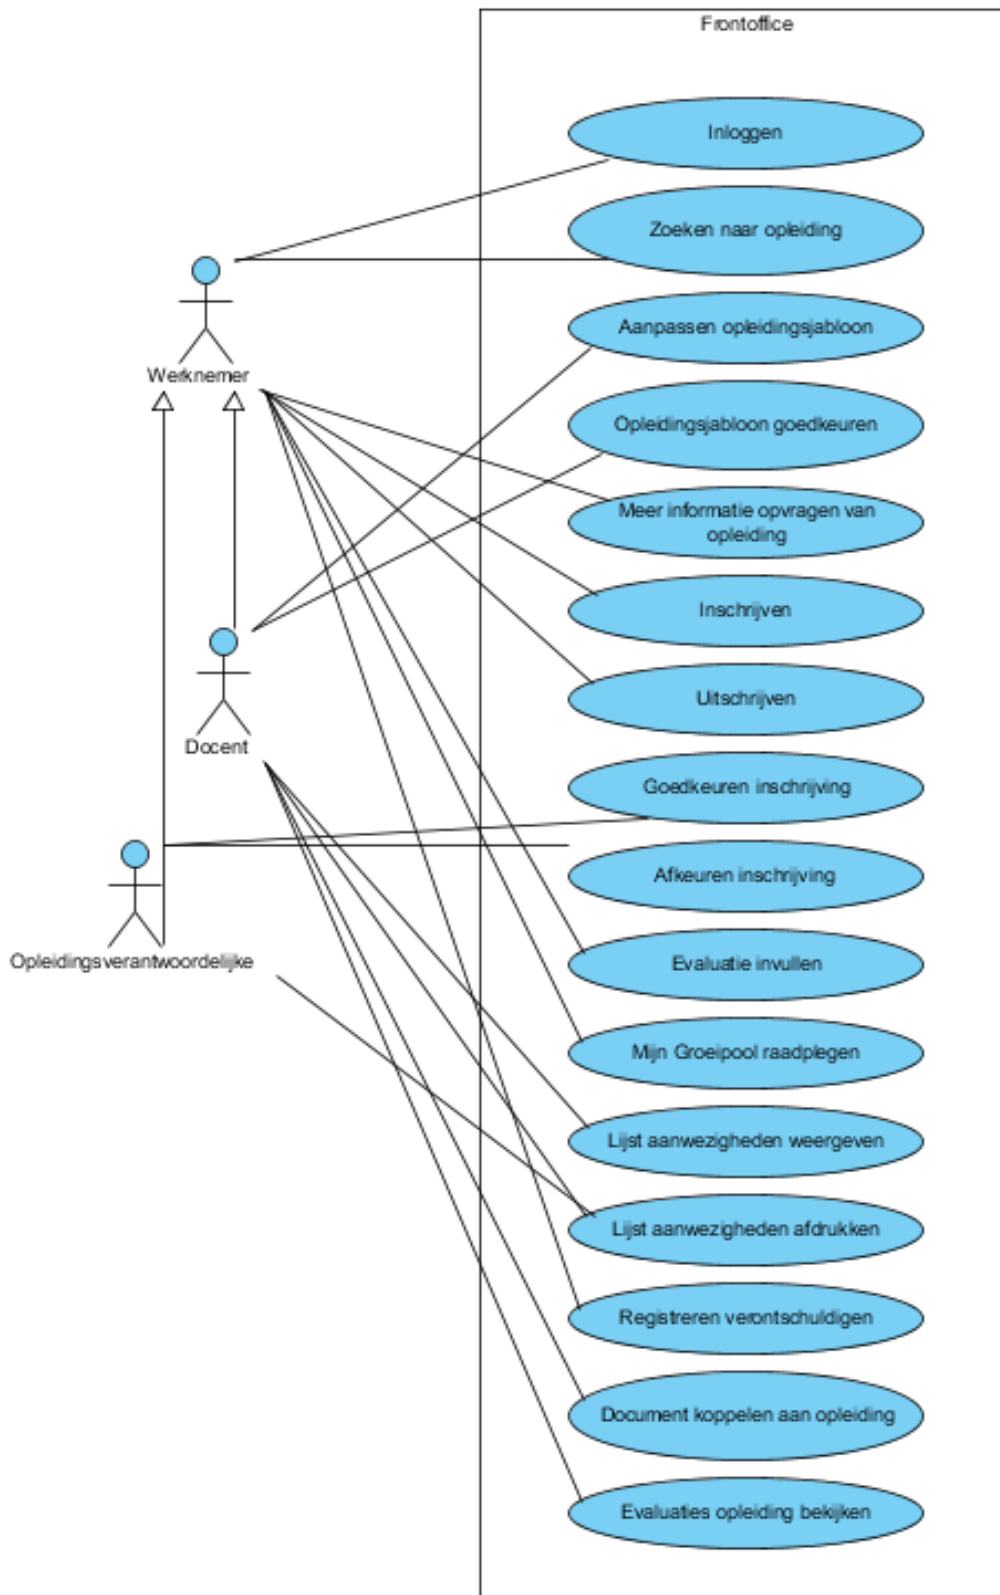 Frontoffice
Inloggen
Zoeken naar opleiding
Aanpassen opleidingsjabloon
Werknemer
Opleidingsjabloon goedkeuren
Meer informatie opvragen van
opleiding
Inschrijven
Uitschrijven
Docent
Goedkeuren inschrijving
Afkeuren inschrijving
Opleidingsverantwoordelijke
Evaluatie invullen
Mijn Groeipool raadplegen
Lijst aanwezigheden weergeven
Lijst aanwezigheden afdrukken
Registreren verontschuldigen
Document koppelen aan opleiding
Evaluaties opleiding bekijken